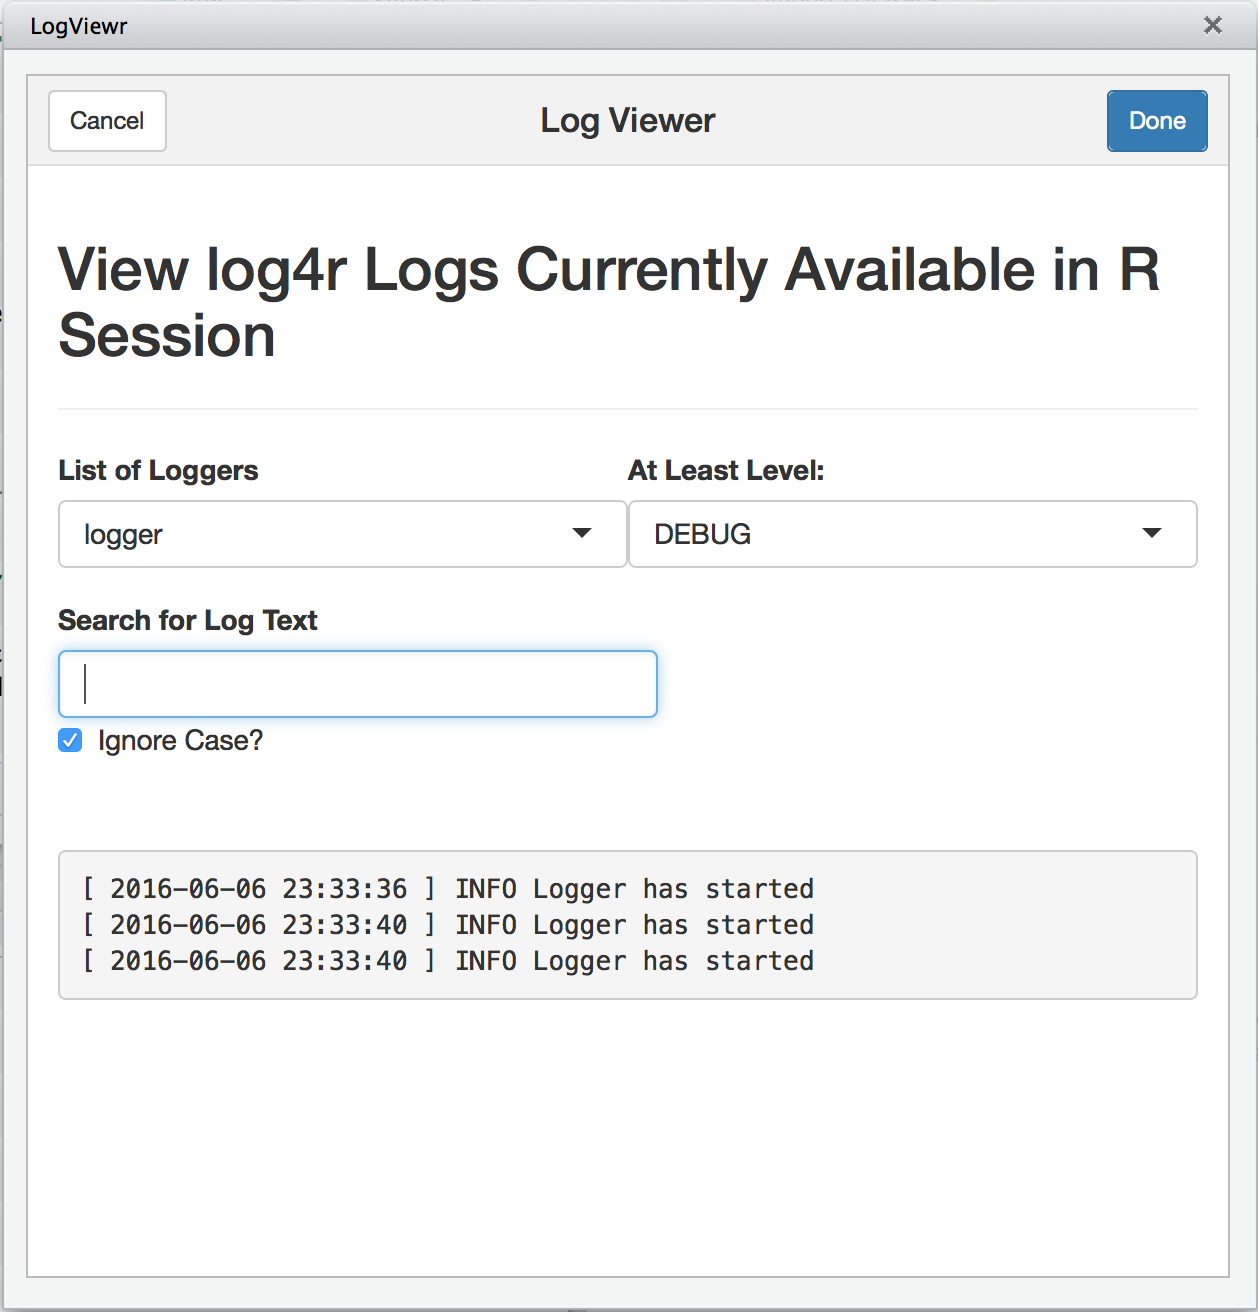 LogViewr
Cancel
Log Viewer
Done
View log4r Logs Currently Available in R
Session
List of Loggers
At Least Level:
logger
DEBUG
Search for Log Text
Ignore Case?
[ 2016-06-06 23:33:36 ] INFO Logger has started
[ 2016-06-06 23:33:40 ] INFO Logger has started
[ 2016-06-06 23:33:40 ] INFO Logger has started